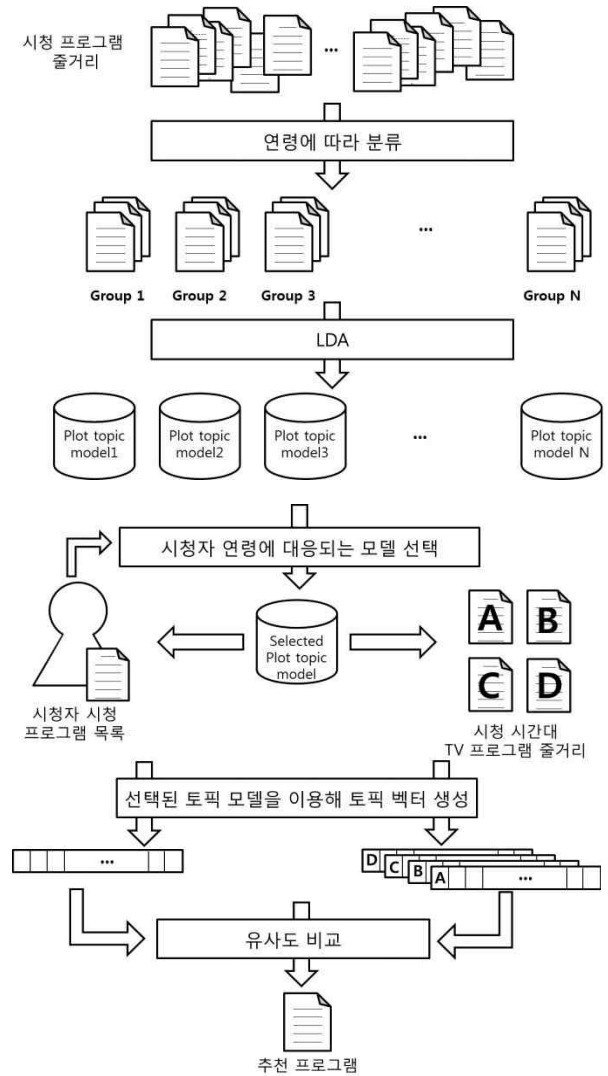 시청 프로그램
줄거리
...
연령에 따라 분류
...
Group 1
Group 2
Group 3
Group N
LDA
Plot topic
model1
Plot topic
model2
Plot topic
model3
...
Plot topic
model N
시청자 연령에 대응되는 모델 선택
Selected
Plot topic
model
A
B
C
D
시청자 시청
프로그램 목록
시청 시간대
TV 프로그램 줄거리
선택된 토픽 모델을 이용해 토픽 벡터 생성
...
D
C
B
A
...
유사도 비교
추천 프로그램